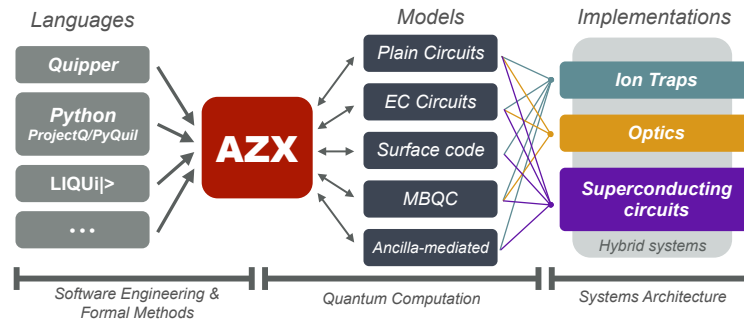 Languages
Models
Implementations
Quipper
Python
ProjectQ/PyQuil
LIQUi|>
...
AZX
Plain Circuits
EC Circuits
Surface code
MBQC
Ancilla-mediated
Ion Traps
Optics
Superconducting
circuits
Hybrid systems
Software Engineering &
Formal Methods
Quantum Computation
Systems Architecture